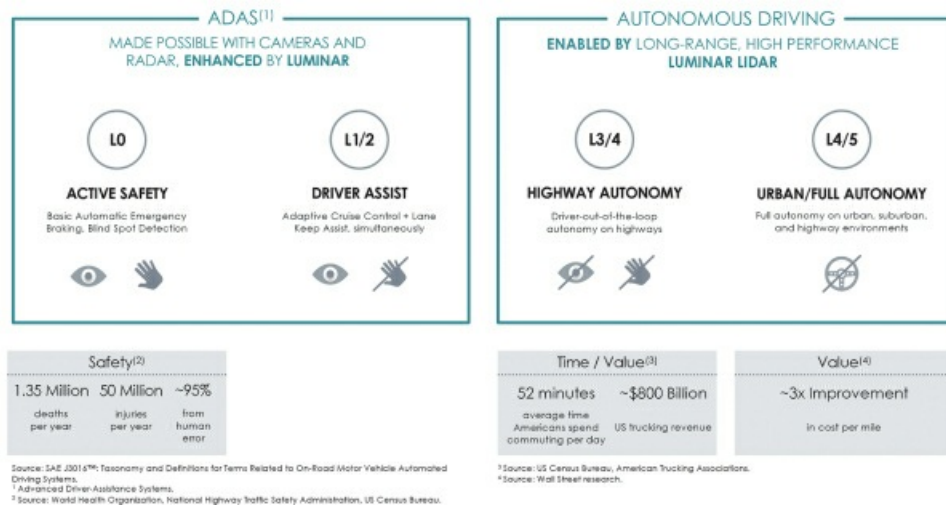 ADAS(1)
MADE POSSIBLE WITH CAMERAS AND
RADAR, ENHANCED BY LUMINAR
L0
ACTIVE SAFETY
Basic Automatic Emergency
Braking, Blind Spot Detection
L1/2
DRIVER ASSIST
Adaptive Cruise Control + Lane
Keep Assist, simultaneously
AUTONOMOUS DRIVING
ENABLED BY LONG-RANGE, HIGH PERFORMANCE
LUMINAR LIDAR
L3/4
HIGHWAY AUTONOMY
Driver-out-of-the-loop
autonomy on highways
L4/5
URBAN/FULL AUTONOMY
Full autonomy on urban, suburban,
and highway environments
Safety(2)
1.35 Million
deaths
per year
50 Million
injuries
per year
~95%
from
human
error
Time / Value(3)
52 minutes
average time
Americans spend
commuting per day
~$800 Billion
US trucking revenue
Value(4)
~3x Improvement
in cost per mile
Source: SAE J3016™: Taxonomy and Definitions for Terms Related to On-Road Motor Vehicle Automated
Driving Systems.
1 Advanced Driver-Assistance Systems.
2 Source: World Health Organization, National Highway Traffic Safety Administration, US Census Bureau.
3 Source: US Census Bureau, American Trucking Associations.
4 Source: Wall Street research.